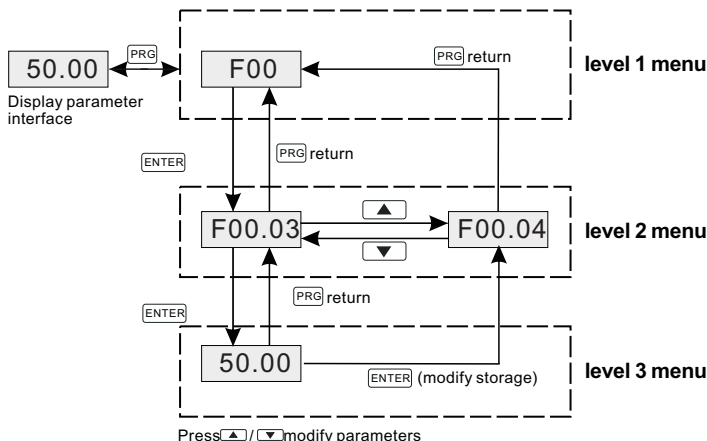 PRG
50.00
F00
PRG return
level 1 menu
Display parameter
interface
PRG return
ENTER
▲
F00.03
F00.04
level 2 menu
▼
PRG return
ENTER
50.00
ENTER (modify storage)
level 3 menu
Press ▲ / ▼ modify parameters